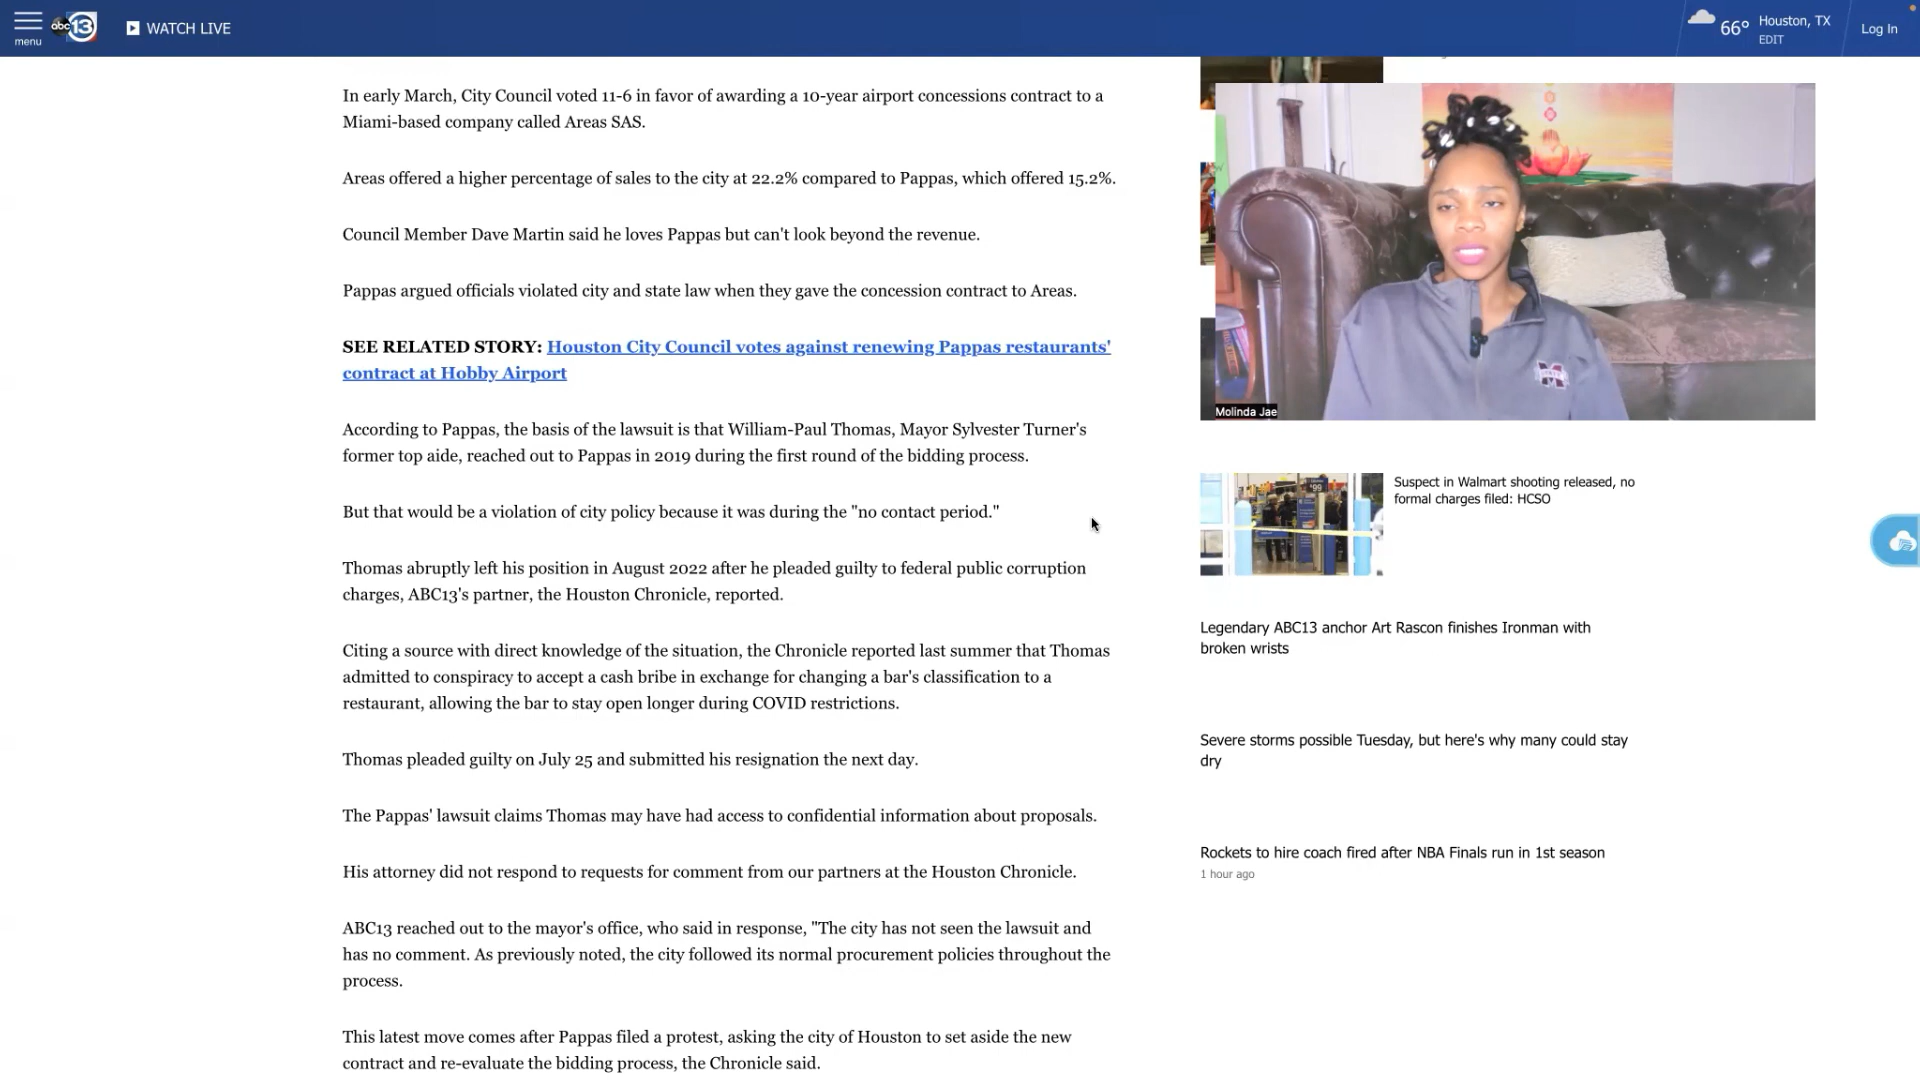 menu
abc 13
WATCH LIVE
66°
Houston, TX
EDIT
Log In
In early March, City Council voted 11-6 in favor of awarding a 10-year airport concessions contract to a
Miami-based company called Areas SAS.
Areas offered a higher percentage of sales to the city at 22.2% compared to Pappas, which offered 15.2%.
Council Member Dave Martin said he loves Pappas but can't look beyond the revenue.
Pappas argued officials violated city and state law when they gave the concession contract to Areas.
SEE RELATED STORY: Houston City Council votes against renewing Pappas restaurants'
contract at Hobby Airport
According to Pappas, the basis of the lawsuit is that William-Paul Thomas, Mayor Sylvester Turner's
former top aide, reached out to Pappas in 2019 during the first round of the bidding process.
But that would be a violation of city policy because it was during the "no contact period."
Thomas abruptly left his position in August 2022 after he pleaded guilty to federal public corruption
charges, ABC13's partner, the Houston Chronicle, reported.
Citing a source with direct knowledge of the situation, the Chronicle reported last summer that Thomas
admitted to conspiracy to accept a cash bribe in exchange for changing a bar's classification to a
restaurant, allowing the bar to stay open longer during COVID restrictions.
Thomas pleaded guilty on July 25 and submitted his resignation the next day.
The Pappas' lawsuit claims Thomas may have had access to confidential information about proposals.
His attorney did not respond to requests for comment from our partners at the Houston Chronicle.
ABC13 reached out to the mayor's office, who said in response, "The city has not seen the lawsuit and
has no comment. As previously noted, the city followed its normal procurement policies throughout the
process.
This latest move comes after Pappas filed a protest, asking the city of Houston to set aside the new
contract and re-evaluate the bidding process, the Chronicle said.
Molinda Jae
Suspect in Walmart shooting released, no
formal charges filed: HCSO
Legendary ABC13 anchor Art Rascon finishes Ironman with
broken wrists
Severe storms possible Tuesday, but here's why many could stay
dry
Rockets to hire coach fired after NBA Finals run in 1st season
1 hour ago